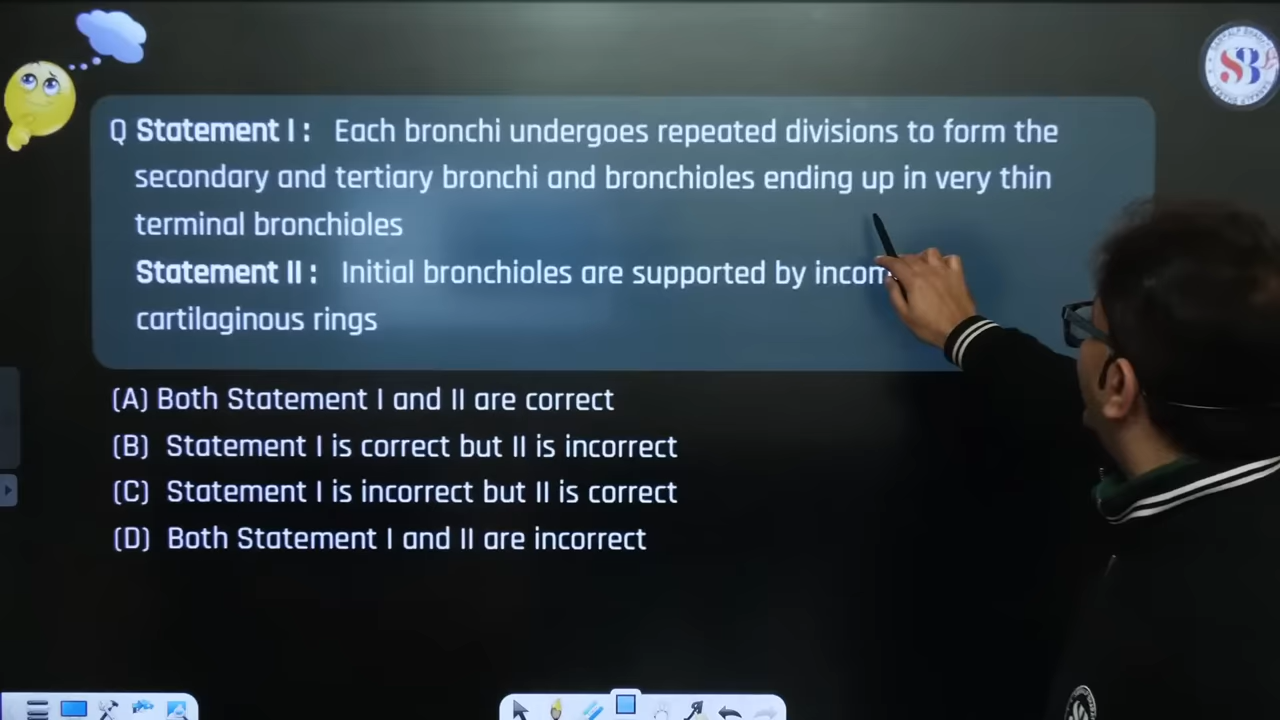 Q Statement I : Each bronchi undergoes repeated divisions to form the
secondary and tertiary bronchi and bronchioles ending up in very thin
terminal bronchioles
Statement II : Initial bronchioles are supported by incom
cartilaginous rings
(A) Both Statement I and II are correct
(B) Statement I is correct but II is incorrect
(C) Statement I is incorrect but II is correct
(D) Both Statement I and II are incorrect
SB